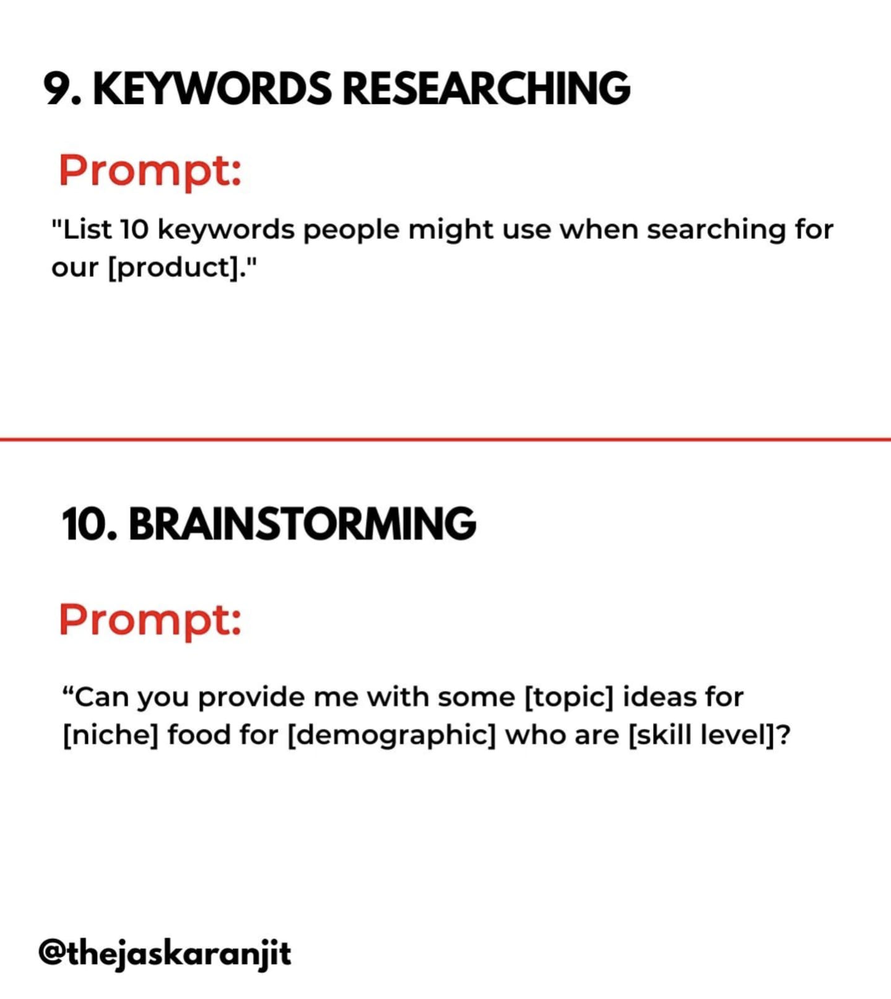 9. KEYWORDS RESEARCHING
Prompt:
"List 10 keywords people might use when searching for
our [product]."
10. BRAINSTORMING
Prompt:
“Can you provide me with some [topic] ideas for
[niche] food for [demographic] who are [skill level]?
@thejaskaranjit